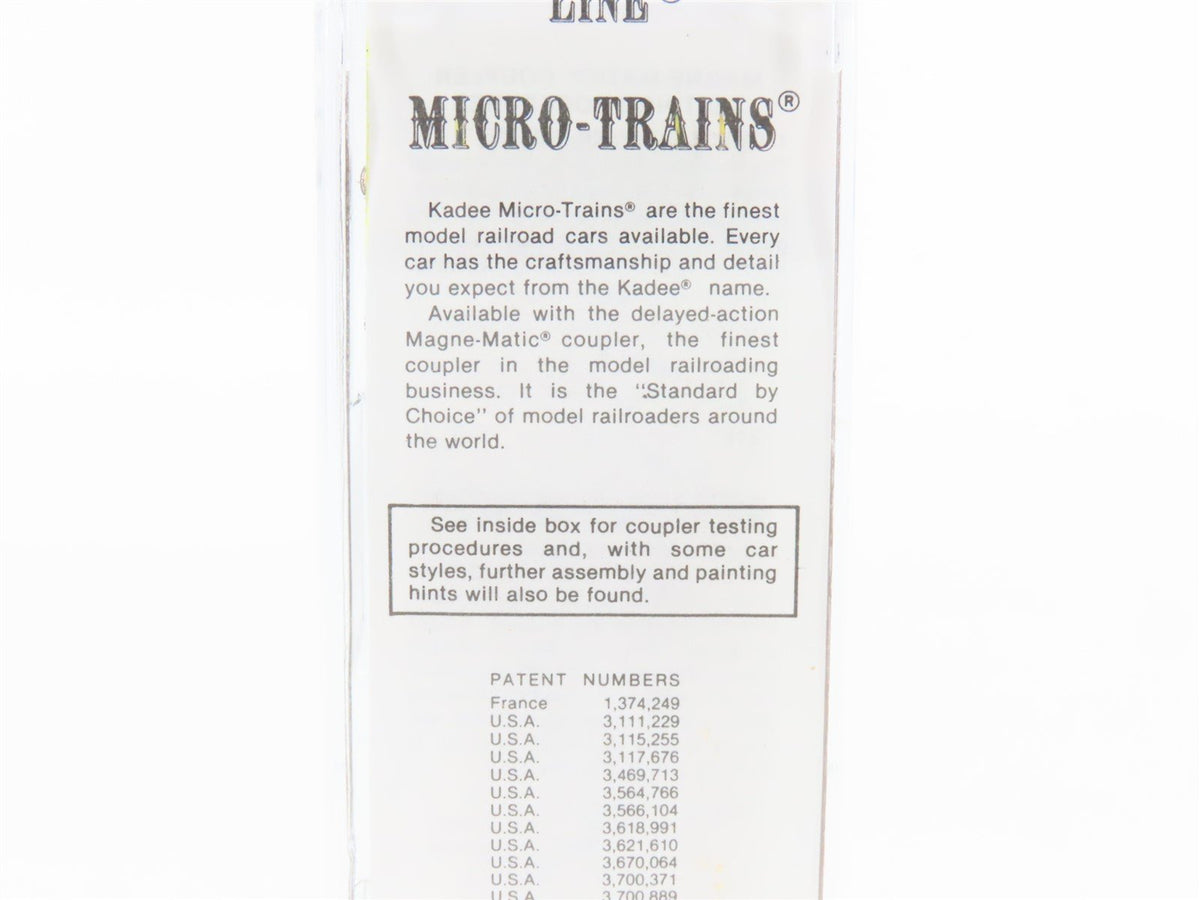 LINE®
MICRO-TRAINS®
Kadee Micro-Trains® are the finest
model railroad cars available. Every
car has the craftsmanship and detail
you expect from the Kadee® name.
Available with the delayed-action
Magne-Matic® coupler, the finest
coupler in the model railroading
business. It is the "Standard by
Choice" of model railroaders around
the world.
See inside box for coupler testing
procedures and, with some car
styles, further assembly and painting
hints will also be found.
PATENT NUMBERS
France 1,374,249
U.S.A. 3,111,229
U.S.A. 3,115,255
U.S.A. 3,117,676
U.S.A. 3,469,713
U.S.A. 3,564,766
U.S.A. 3,566,104
U.S.A. 3,618,991
U.S.A. 3,621,610
U.S.A. 3,670,064
U.S.A. 3,700,371
U.S.A. 3,700,889